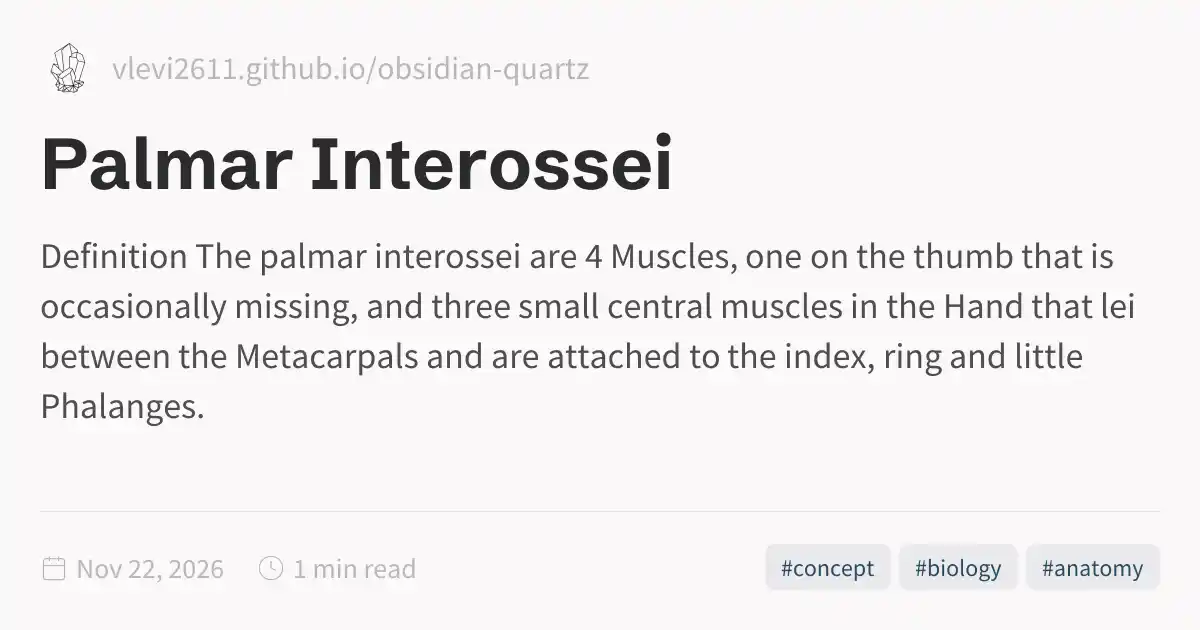 vlevi2611.github.io/obsidian-quartz
Palmar Interossei
Definition The palmar interossei are 4 Muscles, one on the thumb that is
occasionally missing, and three small central muscles in the Hand that lei
between the Metacarpals and are attached to the index, ring and little
Phalanges.
Nov 22, 2026 1 min read #concept #biology #anatomy